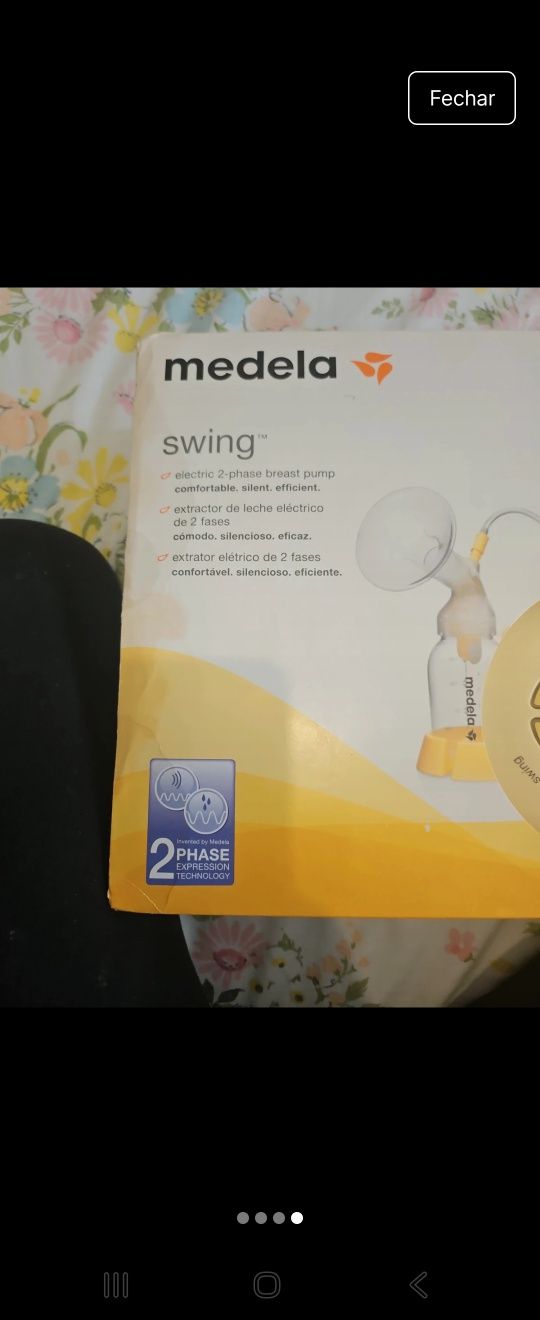 Fechar
medela
swing™
electric 2-phase breast pump
comfortable. silent. efficient.
extractor de leche eléctrico
de 2 fases
cómodo. silencioso. eficaz.
extrator elétrico de 2 fases
confortável. silencioso. eficiente.
medela
swing
Invented by Medela
2 PHASE
EXPRESSION
TECHNOLOGY